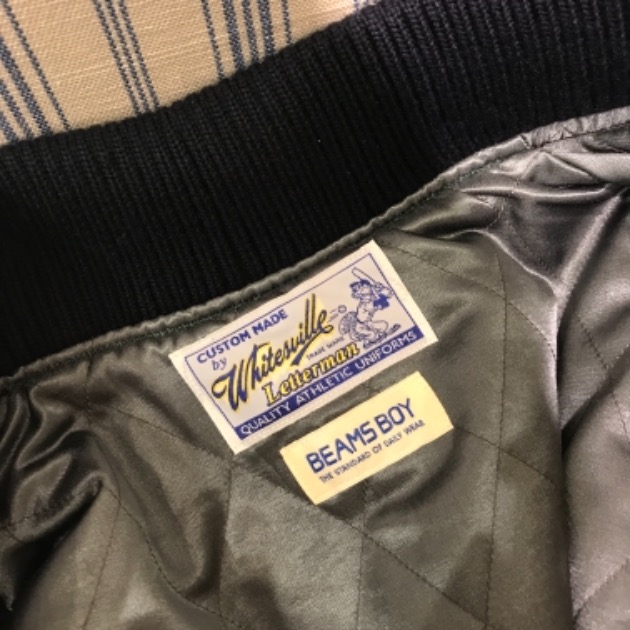 CUSTOM MADE
by Whitesville
TRADE MARK
Letterman
QUALITY ATHLETIC UNIFORMS
BEAMS BOY
THE STANDARD OF DAILY WEAR